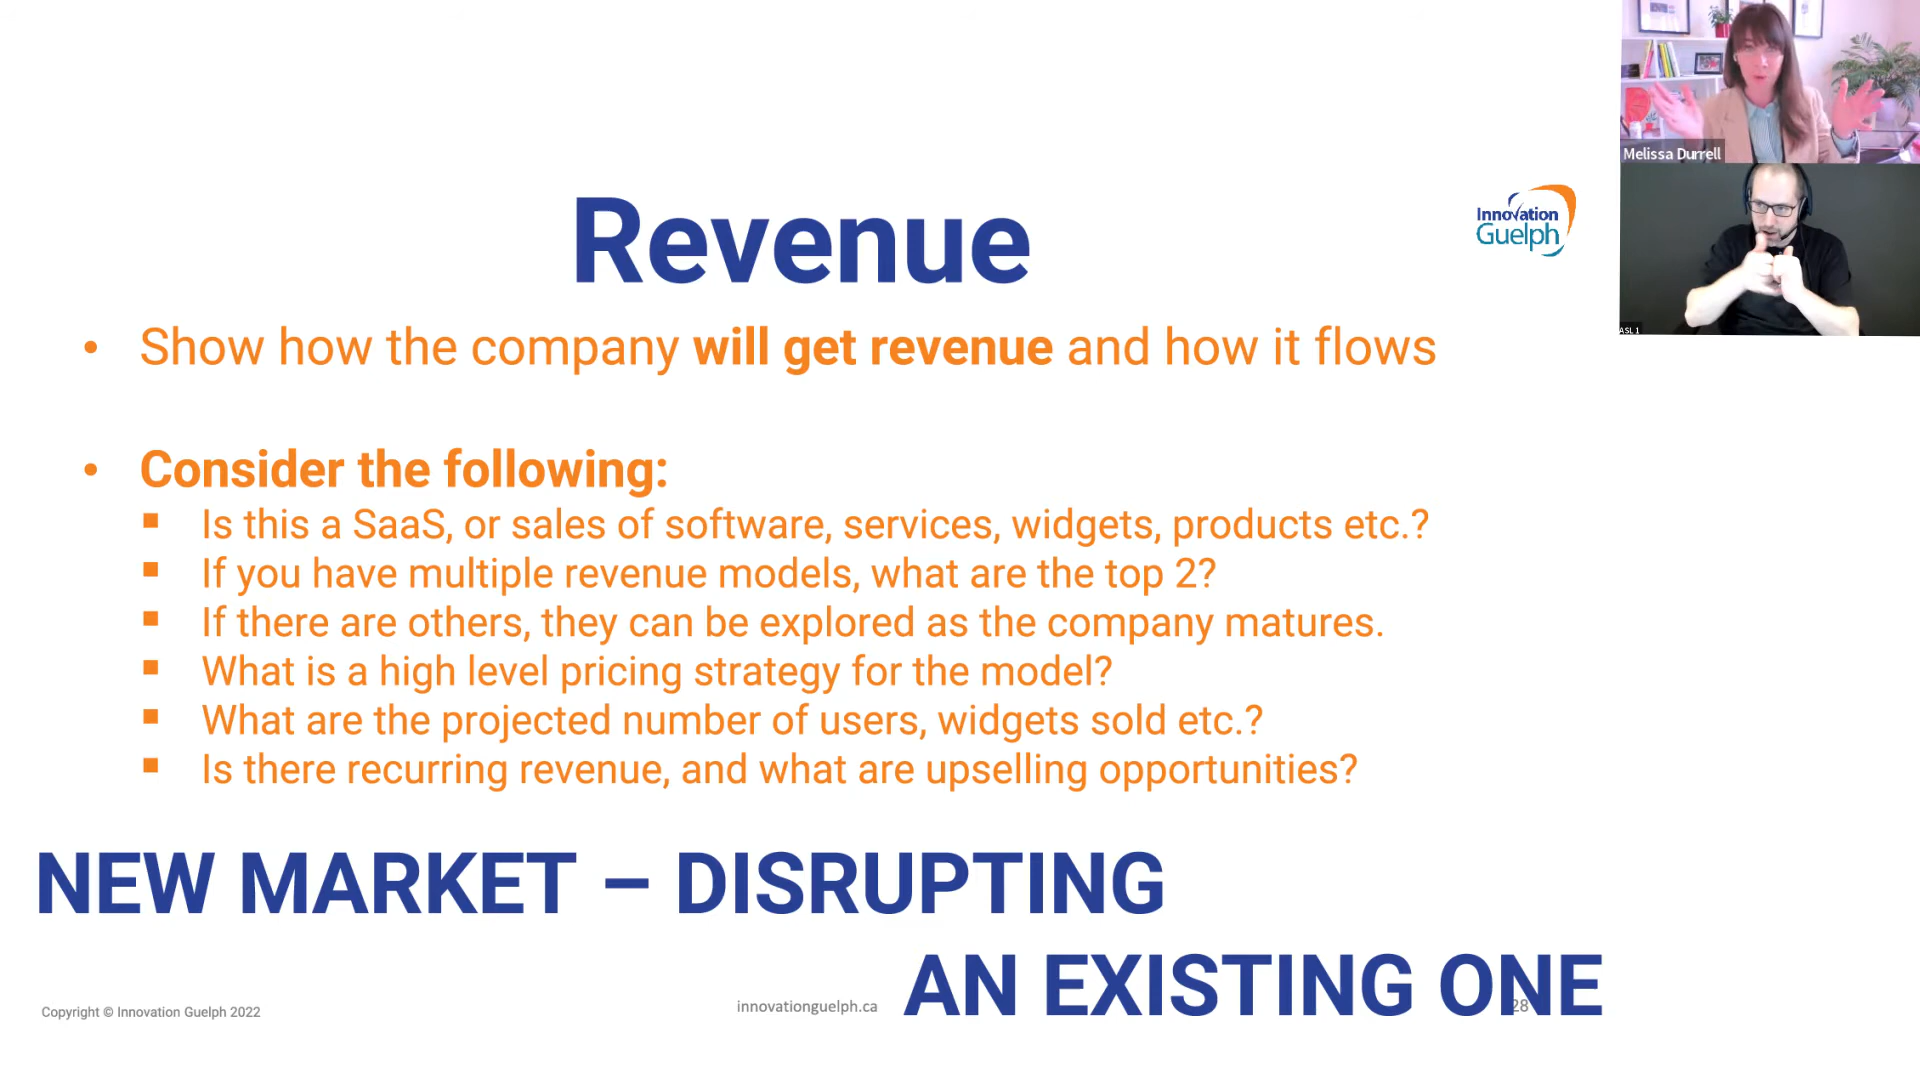 Melissa Durrell
Innovation
Guelph
ASL 1
Revenue
• Show how the company will get revenue and how it flows
• Consider the following:
▪ Is this a SaaS, or sales of software, services, widgets, products etc.?
▪ If you have multiple revenue models, what are the top 2?
▪ If there are others, they can be explored as the company matures.
▪ What is a high level pricing strategy for the model?
▪ What are the projected number of users, widgets sold etc.?
▪ Is there recurring revenue, and what are upselling opportunities?
NEW MARKET – DISRUPTING
AN EXISTING ONE
Copyright © Innovation Guelph 2022
innovationguelph.ca
28